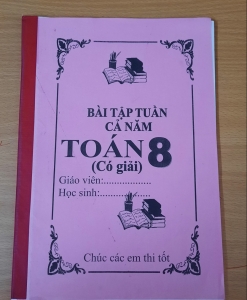 BÀI TẬP TUẦN
CẢ NĂM
TOÁN 8
(Có giải)
Giáo viên:..................
Học sinh:..................
Chúc các em thi tốt